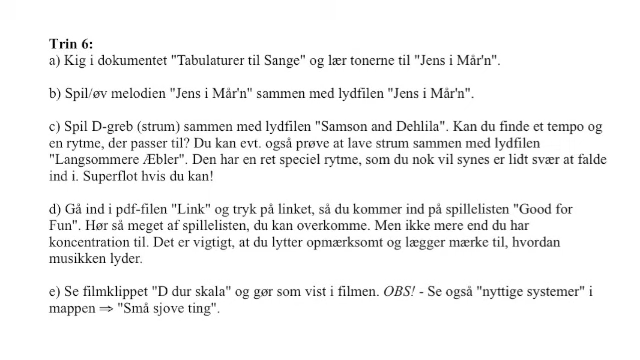 Trin 6:
a) Kig i dokumentet "Tabulaturer til Sange" og lær tonerne til "Jens i Mår'n".
b) Spil/øv melodien "Jens i Mår'n" sammen med lydfilen "Jens i Mår'n".
c) Spil D-greb (strum) sammen med lydfilen "Samson and Dehlila". Kan du finde et tempo og
en rytme, der passer til? Du kan evt. også prøve at lave strum sammen med lydfilen
"Langsommere Æbler". Den har en ret speciel rytme, som du nok vil synes er lidt svær at falde
ind i. Superflot hvis du kan!
d) Gå ind i pdf-filen "Link" og tryk på linket, så du kommer ind på spillelisten "Good for
Fun". Hør så meget af spillelisten, du kan overkomme. Men ikke mere end du har
koncentration til. Det er vigtigt, at du lytter opmærksomt og lægger mærke til, hvordan
musikken lyder.
e) Se filmklippet "D dur skala" og gør som vist i filmen. OBS! - Se også "nyttige systemer" i
mappen ⇒ "Små sjove ting".